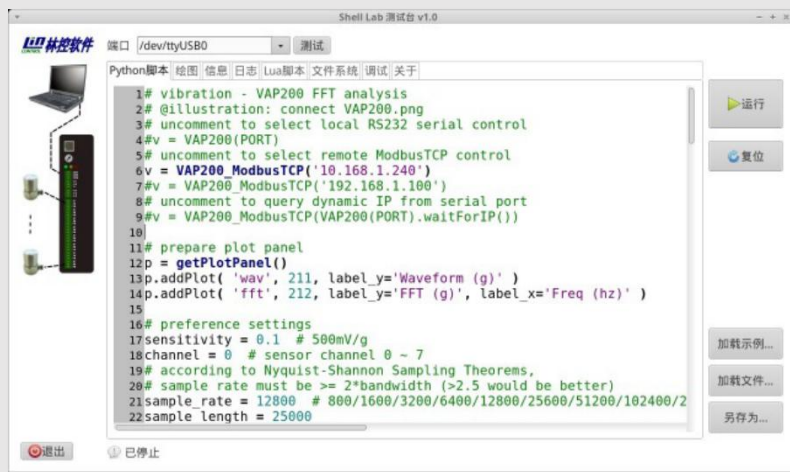 Shell Lab 测试台 v1.0
林控软件
端口 /dev/ttyUSB0 测试
Python脚本 绘图 信息 日志 Lua脚本 文件系统 调试 关于
1# vibration - VAP200 FFT analysis
2# @illustration: connect VAP200.png
3# uncomment to select local RS232 serial control
4#v = VAP200(PORT)
5# uncomment to select remote ModbusTCP control
6v = VAP200_ModbusTCP('10.168.1.240')
7#v = VAP200_ModbusTCP('192.168.1.100')
8# uncomment to query dynamic IP from serial port
9#v = VAP200_ModbusTCP(VAP200(PORT).waitForIP())
10
11# prepare plot panel
12p = getPlotPanel()
13p.addPlot( 'wav', 211, label_y='Waveform (g)' )
14p.addPlot( 'fft', 212, label_y='FFT (g)', label_x='Freq (hz)' )
15
16# preference settings
17sensitivity = 0.1 # 500mV/g
18channel = 0 # sensor channel 0 ~ 7
19# according to Nyquist-Shannon Sampling Theorems,
20# sample rate must be >= 2*bandwidth (>2.5 would be better)
21sample_rate = 12800 # 800/1600/3200/6400/12800/25600/51200/102400/2
22sample_length = 25000
运行
复位
加载示例...
加载文件...
另存为...
退出
已停止